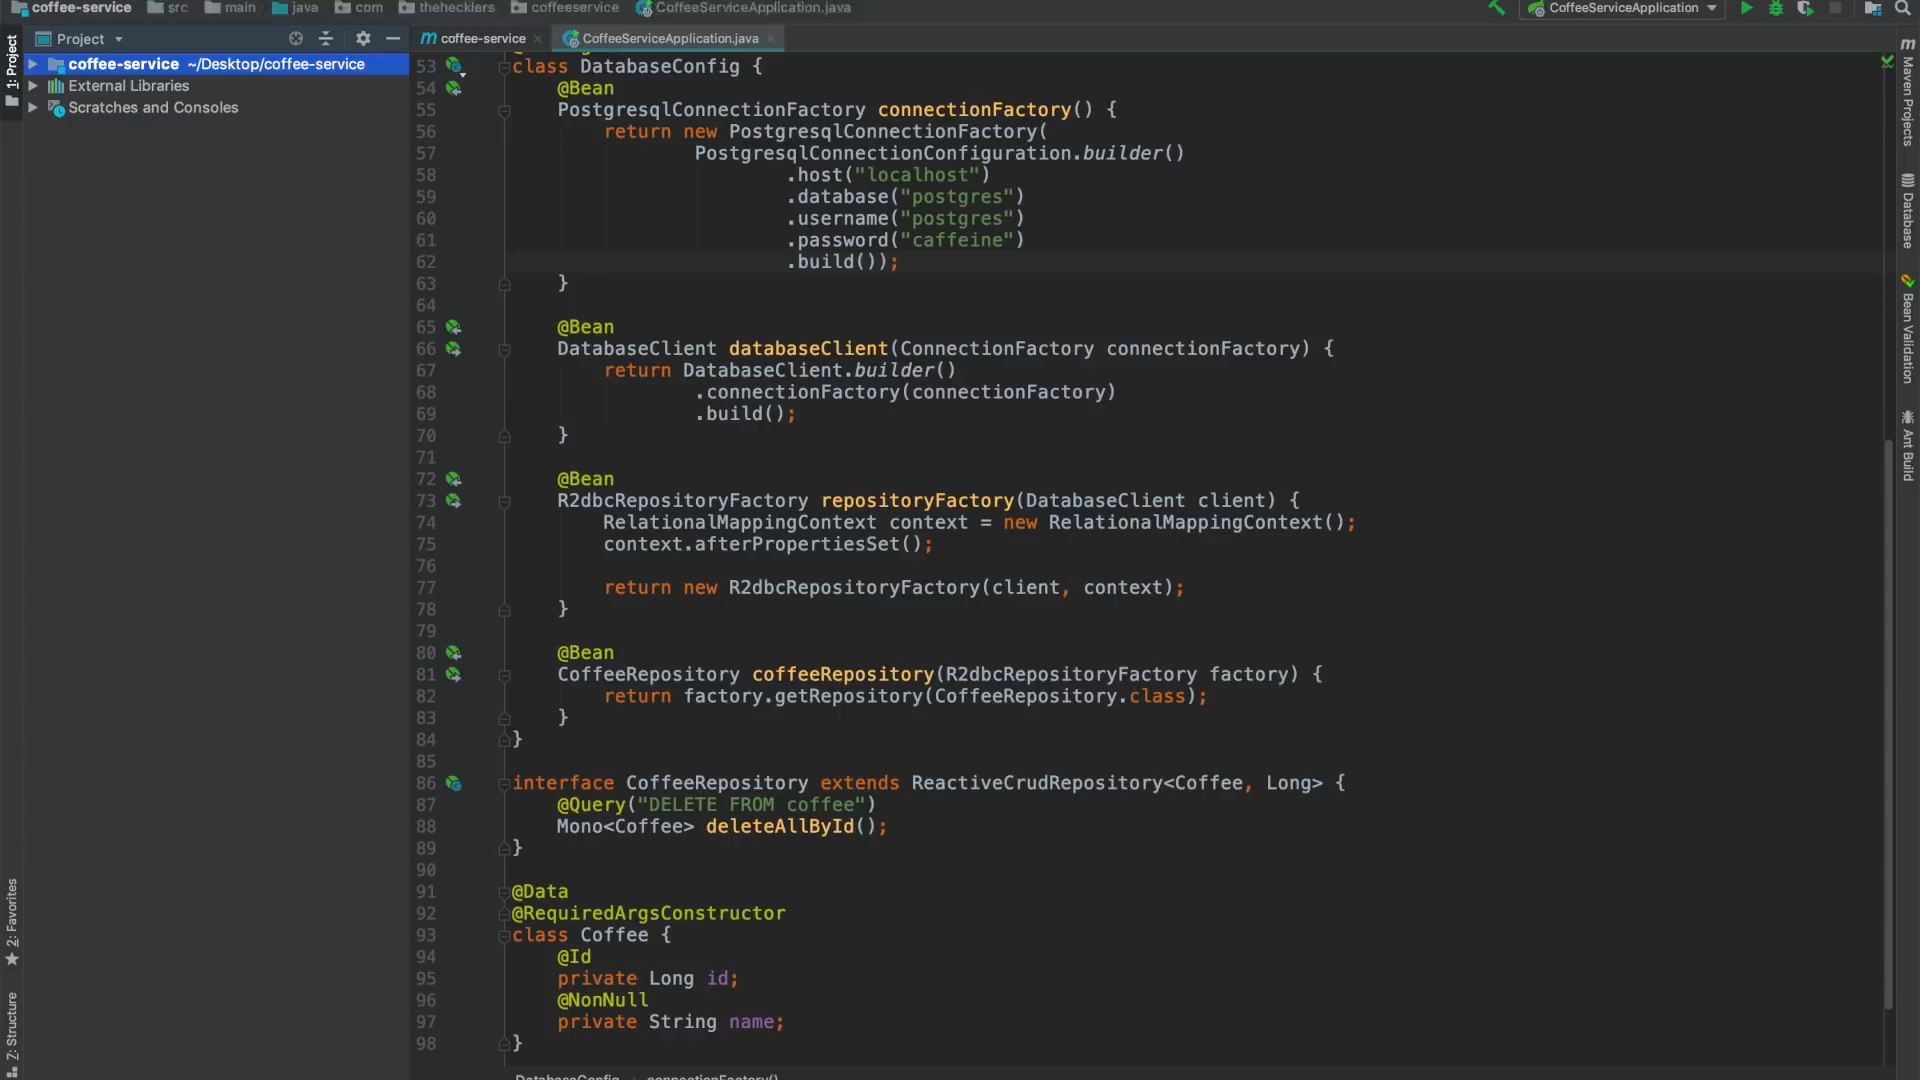 coffee-service src main java com thehecklars coffeeservice CoffeeServiceApplication.java CoffeeServiceApplication
Project
coffee-service ~/Desktop/coffee-service
External Libraries
Scratches and Consoles
1: Project
2: Favorites
Z: Structure
coffee-service CoffeeServiceApplication.java
53 class DatabaseConfig {
54 @Bean
55 PostgresqlConnectionFactory connectionFactory() {
56 return new PostgresqlConnectionFactory(
57 PostgresqlConnectionConfiguration.builder()
58 .host("localhost")
59 .database("postgres")
60 .username("postgres")
61 .password("caffeine")
62 .build());
63 }
64
65 @Bean
66 DatabaseClient databaseClient(ConnectionFactory connectionFactory) {
67 return DatabaseClient.builder()
68 .connectionFactory(connectionFactory)
69 .build();
70 }
71
72 @Bean
73 R2dbcRepositoryFactory repositoryFactory(DatabaseClient client) {
74 RelationalMappingContext context = new RelationalMappingContext();
75 context.afterPropertiesSet();
76
77 return new R2dbcRepositoryFactory(client, context);
78 }
79
80 @Bean
81 CoffeeRepository coffeeRepository(R2dbcRepositoryFactory factory) {
82 return factory.getRepository(CoffeeRepository.class);
83 }
84 }
85
86 interface CoffeeRepository extends ReactiveCrudRepository<Coffee, Long> {
87 @Query("DELETE FROM coffee")
88 Mono<Coffee> deleteAllById();
89 }
90
91 @Data
92 @RequiredArgsConstructor
93 class Coffee {
94 @Id
95 private Long id;
96 @NonNull
97 private String name;
98 }
DatabaseConfig › connectionFactory()
Maven Projects
Database
Bean Validation
Ant Build